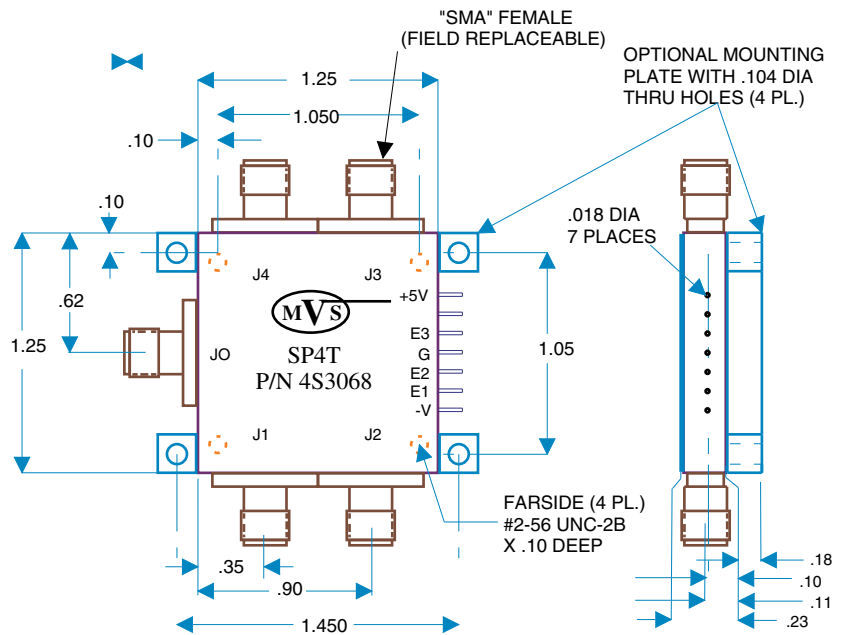 "SMA" FEMALE
(FIELD REPLACEABLE)
OPTIONAL MOUNTING
PLATE WITH .104 DIA
THRU HOLES (4 PL.)
1.25
1.050
.10
.10
.018 DIA
7 PLACES
J4
J3
+5V
MVS
.62
1.25
JO
SP4T
P/N 4S3068
E3
G
E2
E1
-V
1.05
J1
J2
FARSIDE (4 PL.)
#2-56 UNC-2B
X .10 DEEP
.35
.90
1.450
.18
.10
.11
.23